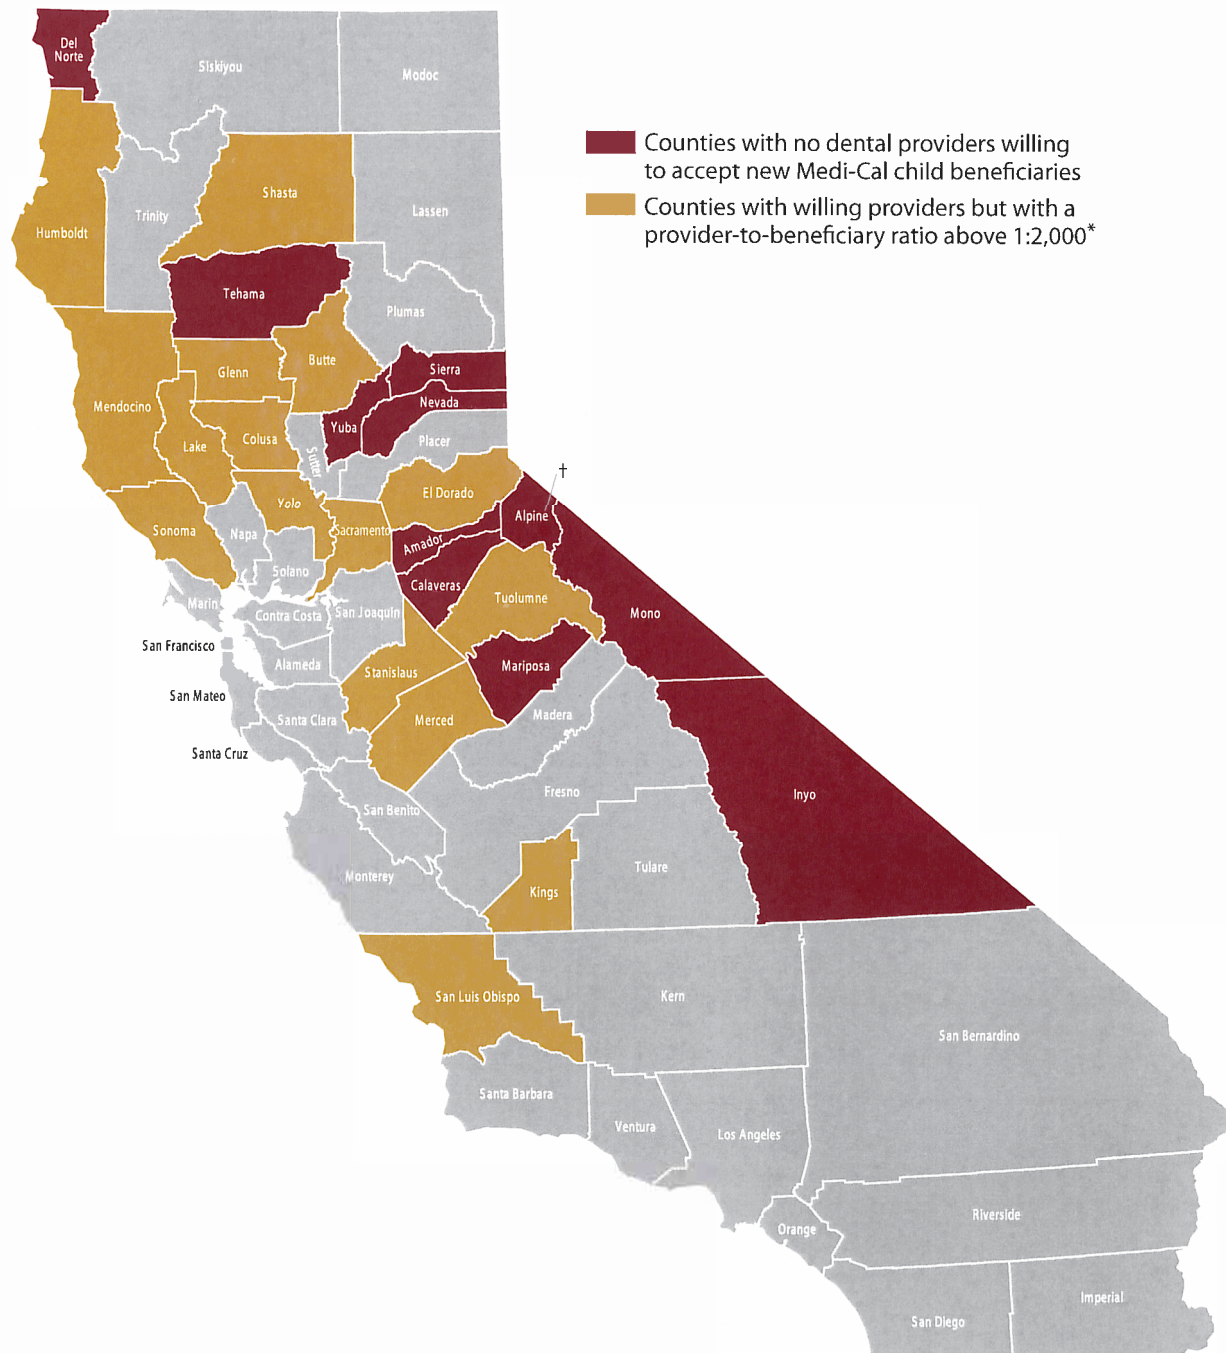 Del
Norte
Siskiyou
Modoc
Counties with no dental providers willing
to accept new Medi-Cal child beneficiaries
Counties with willing providers but with a
provider-to-beneficiary ratio above 1:2,000*
Shasta
Trinity
Lassen
Humboldt
Tehama
Plumas
Butte
Glenn
Sierra
Nevada
Mendocino
Yuba
Colusa
Placer
Lake
Sutter
†
El Dorado
Yolo
Alpine
Sonoma
Sacramento
Napa
Amador
Solano
Calaveras
Tuolumne
Marin
San Joaquin
Contra Costa
Mono
San Francisco
Alameda
Mariposa
Stanislaus
San Mateo
Madera
Santa Clara
Merced
Santa Cruz
Fresno
Inyo
San Benito
Tulare
Monterey
Kings
San Luis Obispo
Kern
San Bernardino
Santa Barbara
Ventura
Los Angeles
Riverside
Orange
Imperial
San Diego